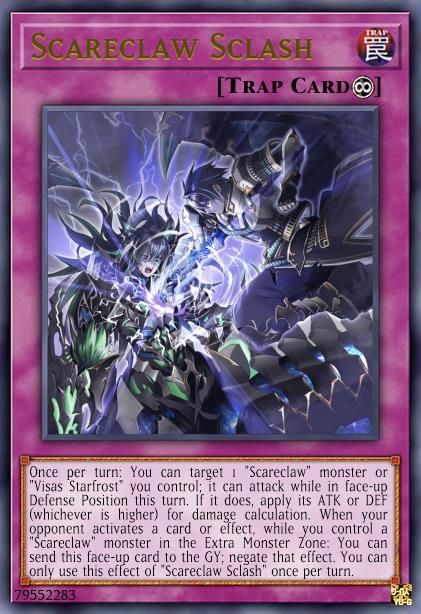 Scareclaw Sclash
TRAP
罠
[Trap Card]
Once per turn: You can target 1 "Scareclaw" monster or
"Visas Starfrost" you control; it can attack while in face-up
Defense Position this turn. If it does, apply its ATK or DEF
(whichever is higher) for damage calculation. When your
opponent activates a card or effect, while you control a
"Scareclaw" monster in the Extra Monster Zone: You can
send this face-up card to the GY; negate that effect. You can
only use this effect of "Scareclaw Sclash" once per turn.
79552283